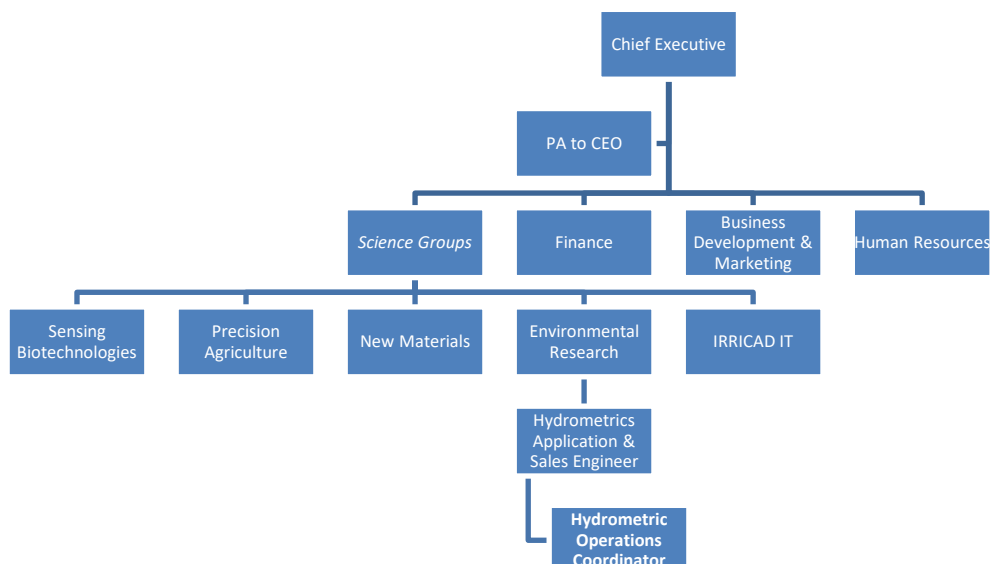 Chief Executive
PA to CEO
Science Groups
Finance
Business
Development &
Marketing
Human Resources
Sensing
Biotechnologies
Precision
Agriculture
New Materials
Environmental
Research
IRRICAD IT
Hydrometrics
Application &
Sales Engineer
Hydrometric
Operations
Coordinator